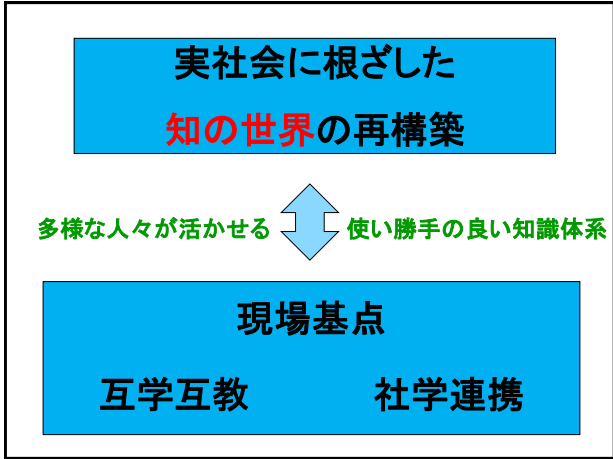 実社会に根ざした
知の世界の再構築
多様な人々が活かせる 使い勝手の良い知識体系
現場基点
互学互教 社学連携